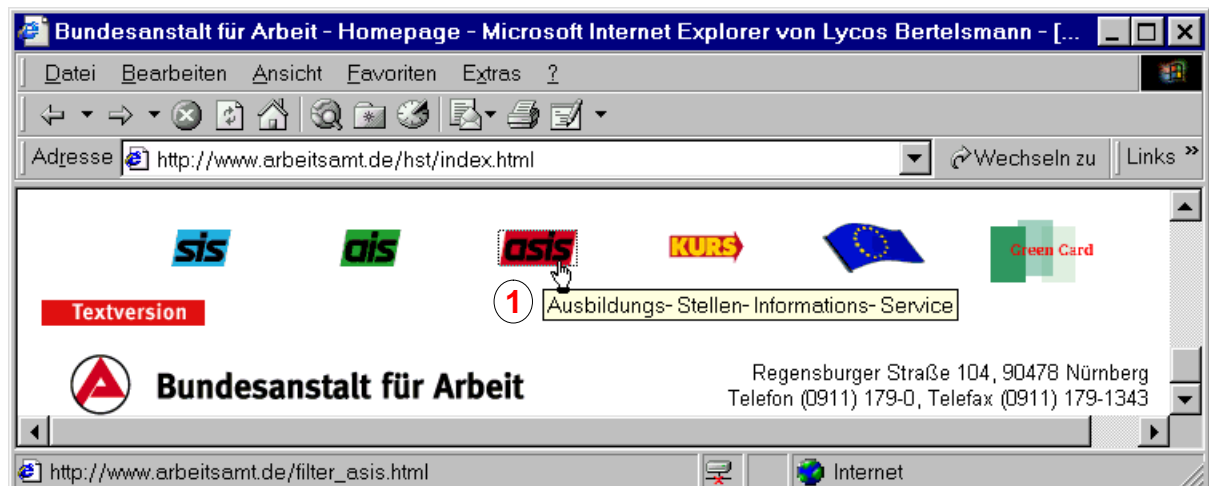 Bundesanstalt für Arbeit - Homepage - Microsoft Internet Explorer von Lycos Bertelsmann - [...
Datei Bearbeiten Ansicht Favoriten Extras ?
Adresse http://www.arbeitsamt.de/hst/index.html Wechseln zu Links »
sis ais asis KURS Green Card
1 Ausbildungs- Stellen- Informations- Service
Textversion
Bundesanstalt für Arbeit
Regensburger Straße 104, 90478 Nürnberg
Telefon (0911) 179-0, Telefax (0911) 179-1343
http://www.arbeitsamt.de/filter_asis.html Internet